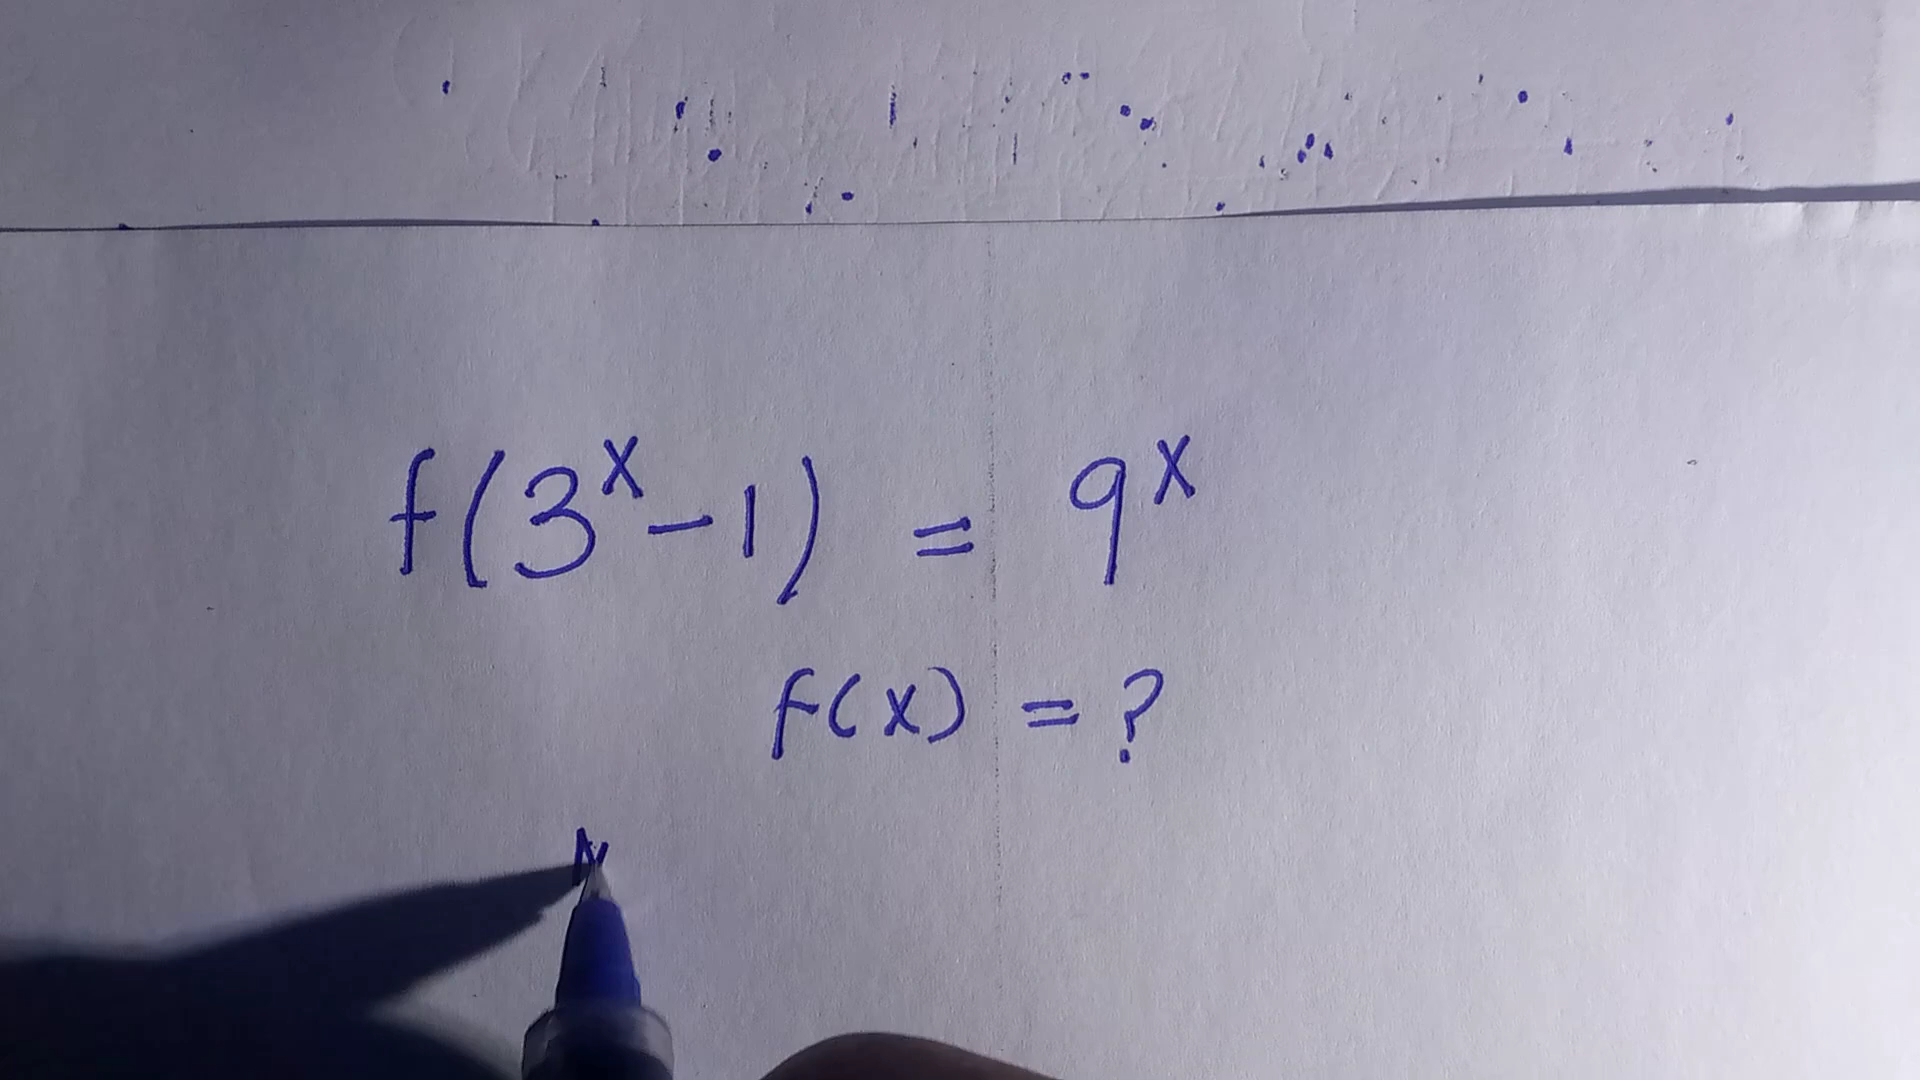 f(3^x - 1) = 9^x
f(x) = ?